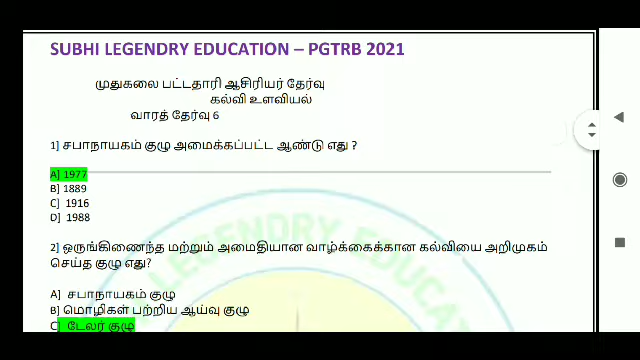 SUBHI LEGENDRY EDUCATION – PGTRB 2021
முதுகலை பட்டதாரி ஆசிரியர் தேர்வு
கல்வி உளவியல்
வாரத் தேர்வு 6
1] சபாநாயகம் குழு அமைக்கப்பட்ட ஆண்டு எது ?
A] 1977
B] 1889
C] 1916
D] 1988
2] ஒருங்கிணைந்த மற்றும் அமைதியான வாழ்க்கைக்கான கல்வியை அறிமுகம்
செய்த குழு எது?
A] சபாநாயகம் குழு
B] மொழிகள் பற்றிய ஆய்வு குழு
C] டேலர் குழு
LEGENDRY EDUCAT